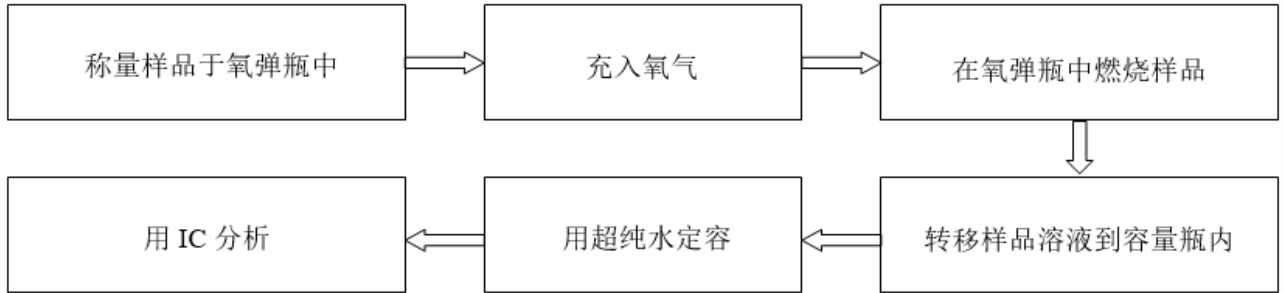 称量样品于氧弹瓶中
充入氧气
在氧弹瓶中燃烧样品
转移样品溶液到容量瓶内
用超纯水定容
用 IC 分析